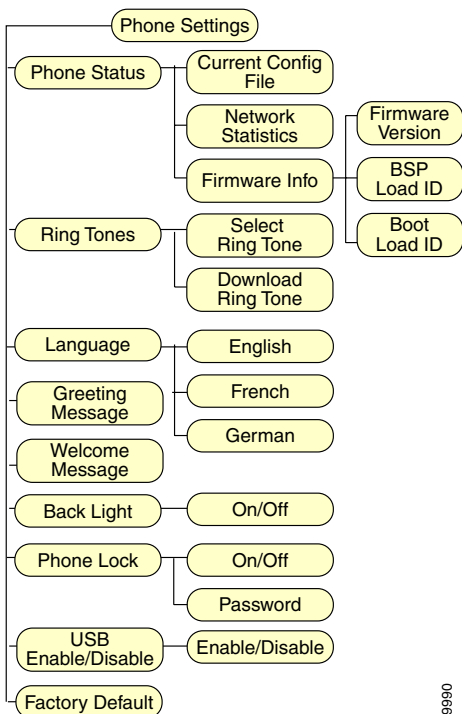 Phone Settings
Phone Status
Current Config
File
Network
Statistics
Firmware Info
Firmware
Version
BSP
Load ID
Boot
Load ID
Ring Tones
Select
Ring Tone
Download
Ring Tone
Language
English
French
German
Greeting
Message
Welcome
Message
Back Light
On/Off
Phone Lock
On/Off
Password
USB
Enable/Disable
Enable/Disable
Factory Default